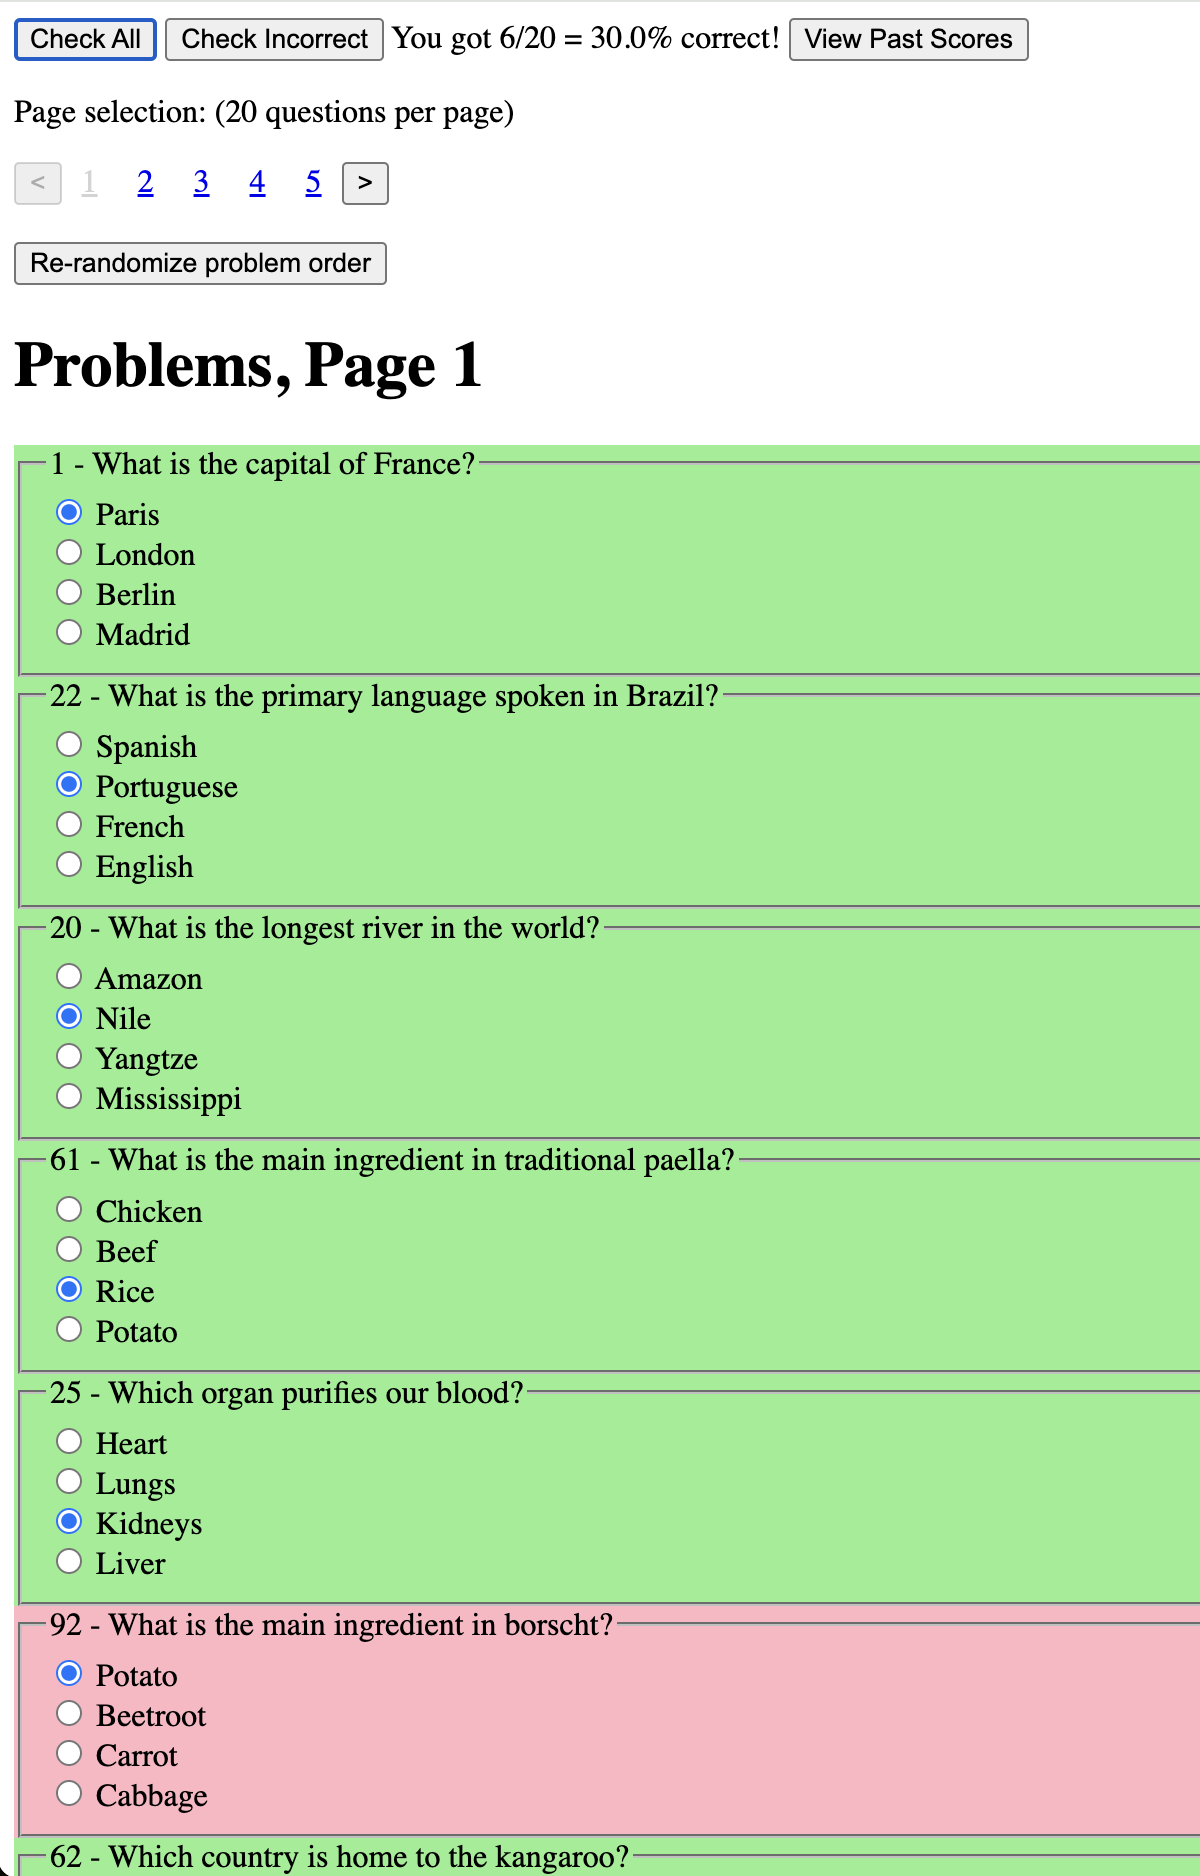 Check All Check Incorrect You got 6/20 = 30.0% correct! View Past Scores
Page selection: (20 questions per page)
< 1 2 3 4 5 >
Re-randomize problem order
Problems, Page 1
1 - What is the capital of France?
Paris
London
Berlin
Madrid
22 - What is the primary language spoken in Brazil?
Spanish
Portuguese
French
English
20 - What is the longest river in the world?
Amazon
Nile
Yangtze
Mississippi
61 - What is the main ingredient in traditional paella?
Chicken
Beef
Rice
Potato
25 - Which organ purifies our blood?
Heart
Lungs
Kidneys
Liver
92 - What is the main ingredient in borscht?
Potato
Beetroot
Carrot
Cabbage
62 - Which country is home to the kangaroo?